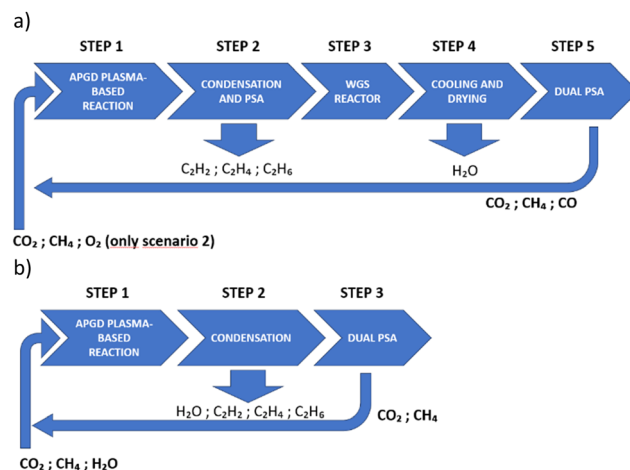 a)
STEP 1 STEP 2 STEP 3 STEP 4 STEP 5
APGD PLASMA-
BASED
REACTION
CONDENSATION
AND PSA
WGS
REACTOR
COOLING AND
DRYING
DUAL PSA
C₂H₂ ; C₂H₄ ; C₂H₆
H₂O
CO₂ ; CH₄ ; CO
CO₂ ; CH₄ ; O₂ (only scenario 2)
b)
STEP 1 STEP 2 STEP 3
APGD PLASMA-
BASED
REACTION
CONDENSATION
DUAL PSA
H₂O ; C₂H₂ ; C₂H₄ ; C₂H₆
CO₂ ; CH₄
CO₂ ; CH₄ ; H₂O